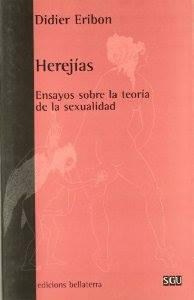 Didier Eribon
Herejías
Ensayos sobre la teoría
de la sexualidad
edicions bellaterra
SGU